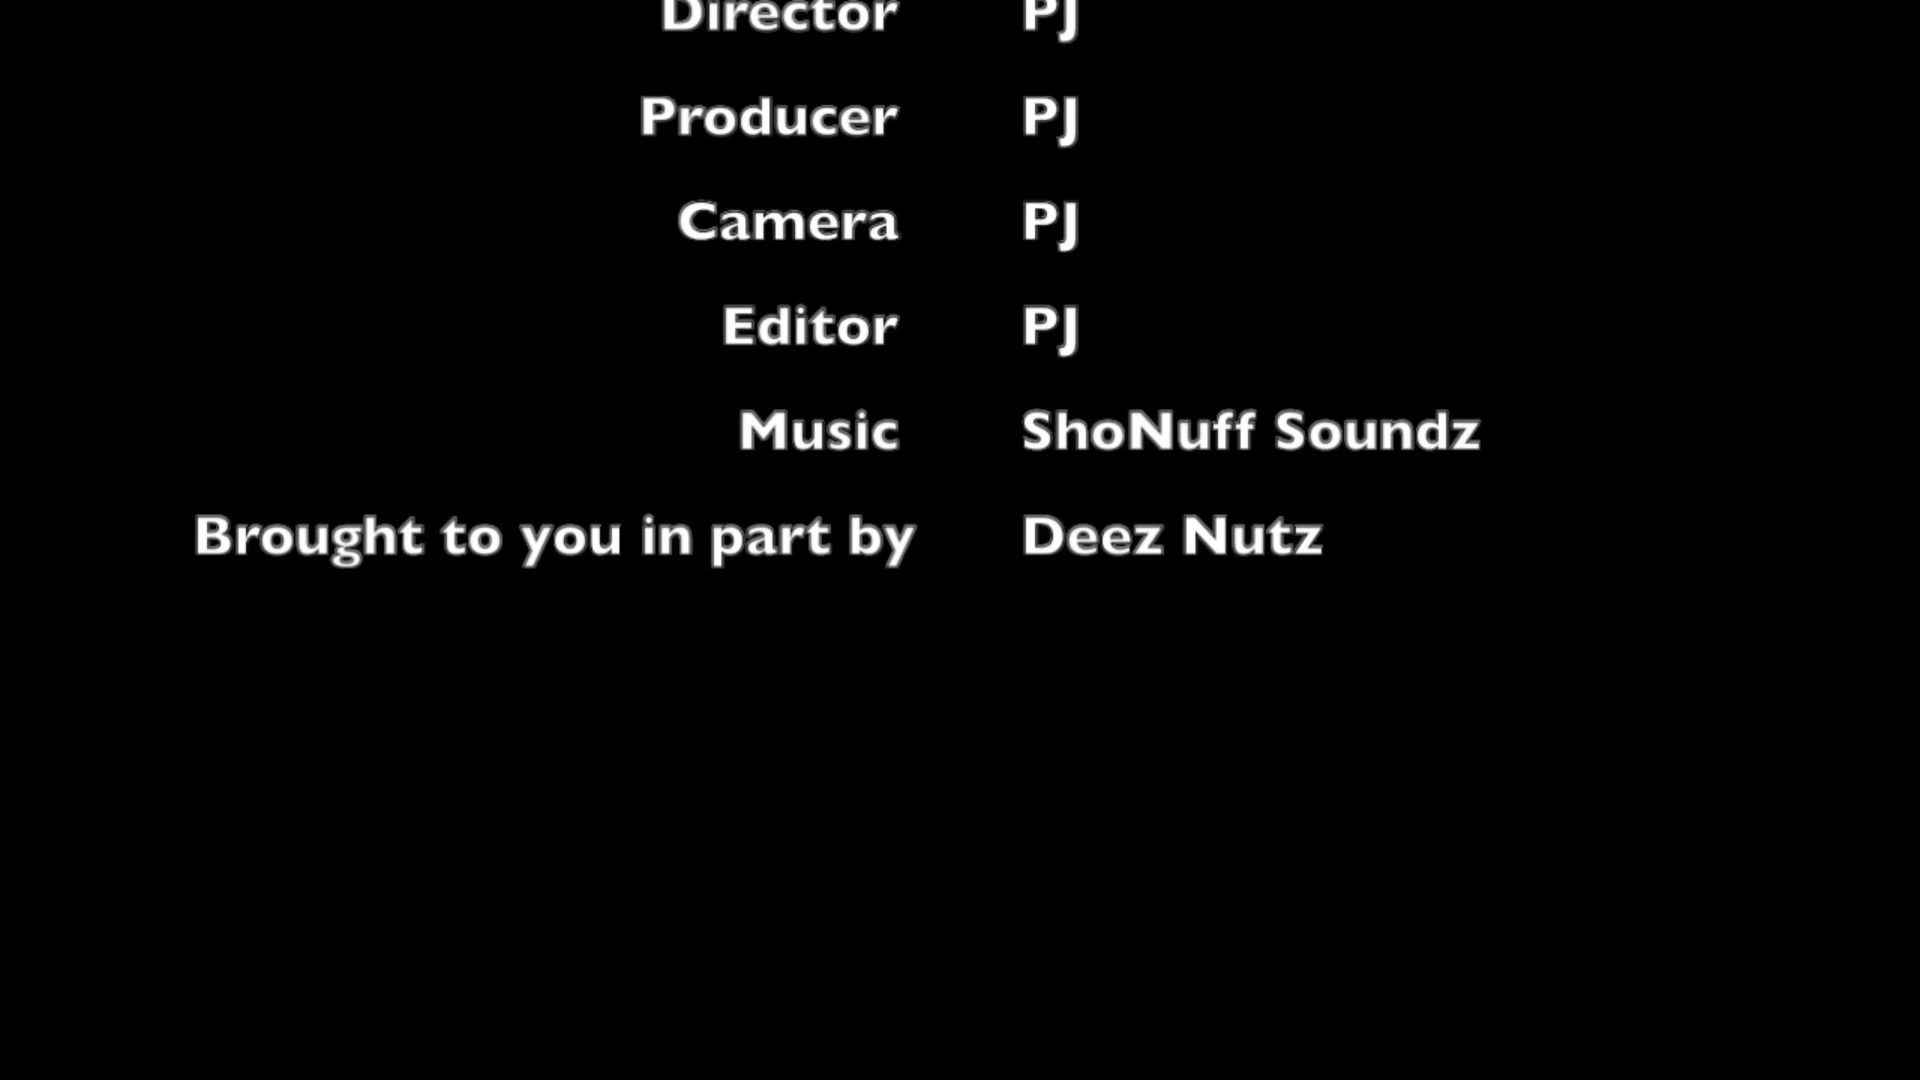 Director PJ
Producer PJ
Camera PJ
Editor PJ
Music ShoNuff Soundz
Brought to you in part by Deez Nutz